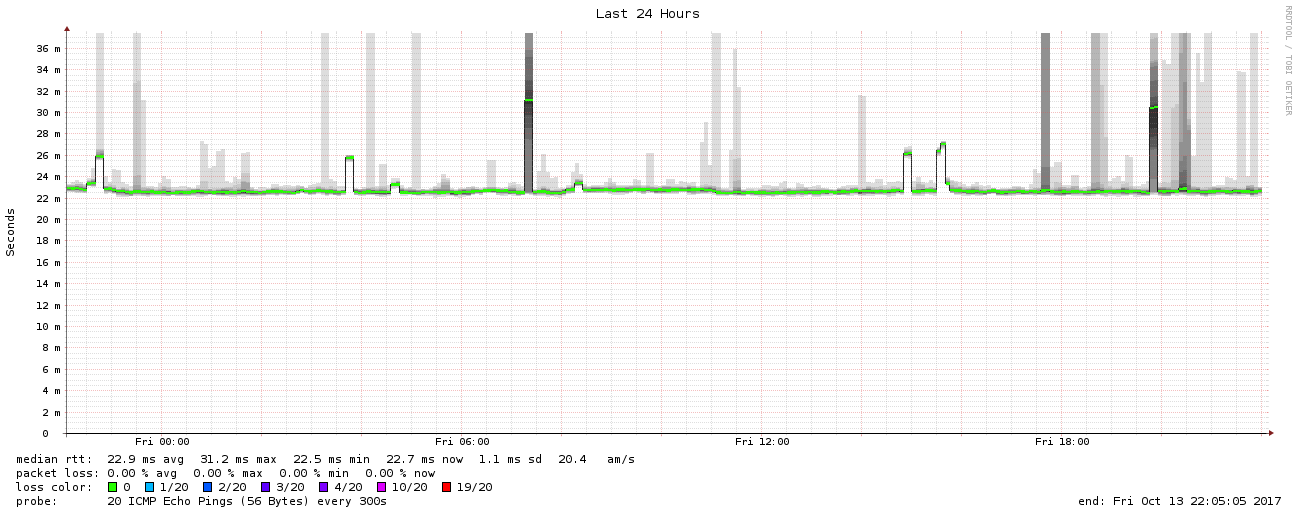 Last 24 Hours
RRDTOOL / TOBI OETIKER
Seconds
36 m
34 m
32 m
30 m
28 m
26 m
24 m
22 m
20 m
18 m
16 m
14 m
12 m
10 m
8 m
6 m
4 m
2 m
0
Fri 00:00 Fri 06:00 Fri 12:00 Fri 18:00
median rtt: 22.9 ms avg 31.2 ms max 22.5 ms min 22.7 ms now 1.1 ms sd 20.4 am/s
packet loss: 0.00 % avg 0.00 % max 0.00 % min 0.00 % now
loss color: 0 1/20 2/20 3/20 4/20 10/20 19/20
probe: 20 ICMP Echo Pings (56 Bytes) every 300s end: Fri Oct 13 22:05:05 2017